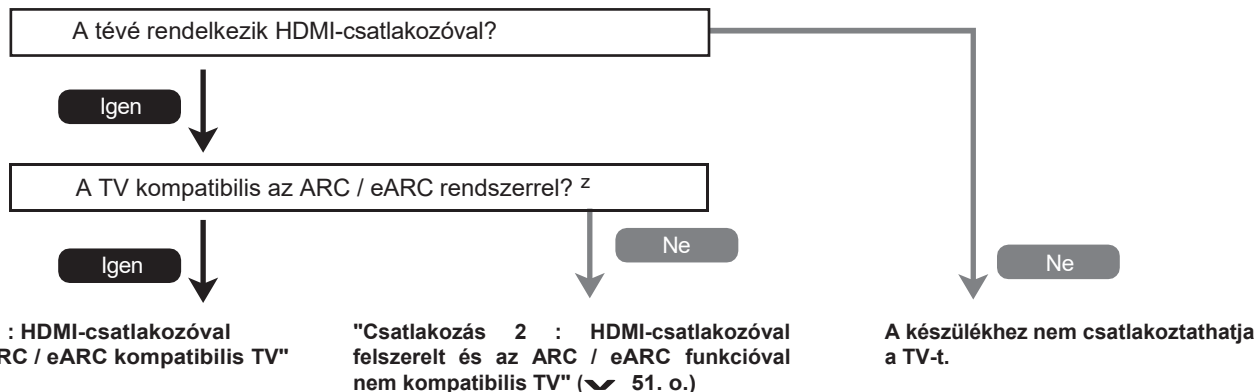 A tévé rendelkezik HDMI-csatlakozóval?
Igen
A TV kompatibilis az ARC / eARC rendszerrel? z
Igen
Ne
Ne
: HDMI-csatlakozóval
RC / eARC kompatibilis TV"
"Csatlakozás 2 : HDMI-csatlakozóval
felszerelt és az ARC / eARC funkcióval
nem kompatibilis TV" ( 51. o.)
A készülékhez nem csatlakoztathatja
a TV-t.